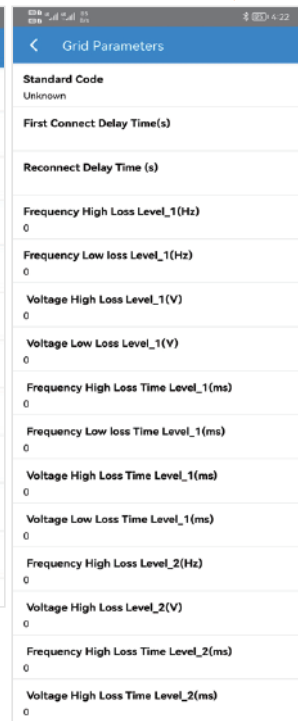 4:22
Grid Parameters
Standard Code
Unknown
First Connect Delay Time(s)
Reconnect Delay Time (s)
Frequency High Loss Level_1(Hz)
0
Frequency Low loss Level_1(Hz)
0
Voltage High Loss Level_1(V)
0
Voltage Low Loss Level_1(V)
0
Frequency High Loss Time Level_1(ms)
0
Frequency Low loss Time Level_1(ms)
0
Voltage High Loss Time Level_1(ms)
0
Voltage Low Loss Time Level_1(ms)
0
Frequency High Loss Level_2(Hz)
0
Voltage High Loss Level_2(V)
0
Frequency High Loss Time Level_2(ms)
0
Voltage High Loss Time Level_2(ms)
0